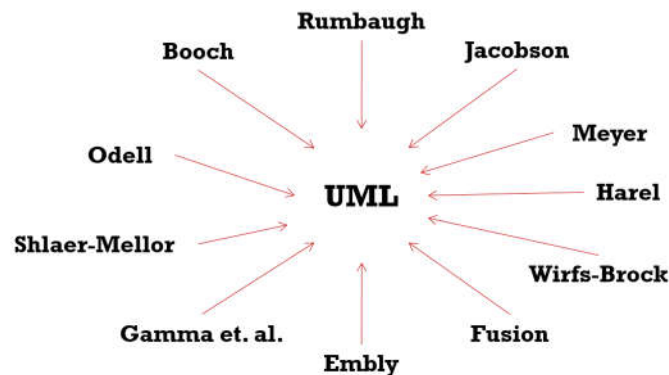 Rumbaugh
Booch
Jacobson
Meyer
Odell
UML
Harel
Shlaer-Mellor
Wirfs-Brock
Gamma et. al.
Fusion
Embly